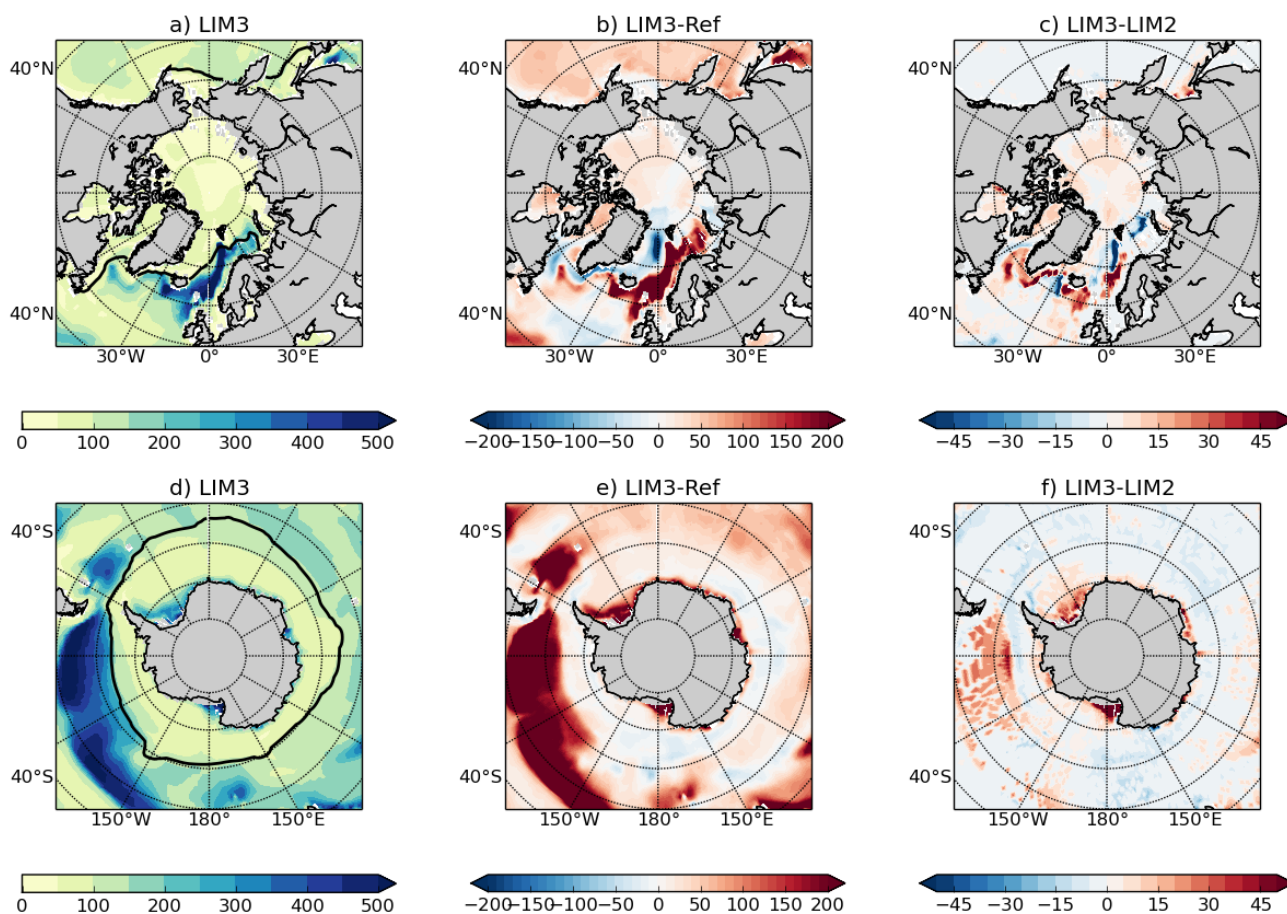 a) LIM3 b) LIM3-Ref c) LIM3-LIM2
40°N 40°N 40°N
40°N 40°N 40°N
30°W 0° 30°E 30°W 0° 30°E 30°W 0° 30°E
0 100 200 300 400 500 −200 −150 −100 −50 0 50 100 150 200 −45 −30 −15 0 15 30 45
d) LIM3 e) LIM3-Ref f) LIM3-LIM2
40°S 40°S 40°S
40°S 40°S 40°S
150°W 180° 150°E 150°W 180° 150°E 150°W 180° 150°E
0 100 200 300 400 500 −200 −150 −100 −50 0 50 100 150 200 −45 −30 −15 0 15 30 45